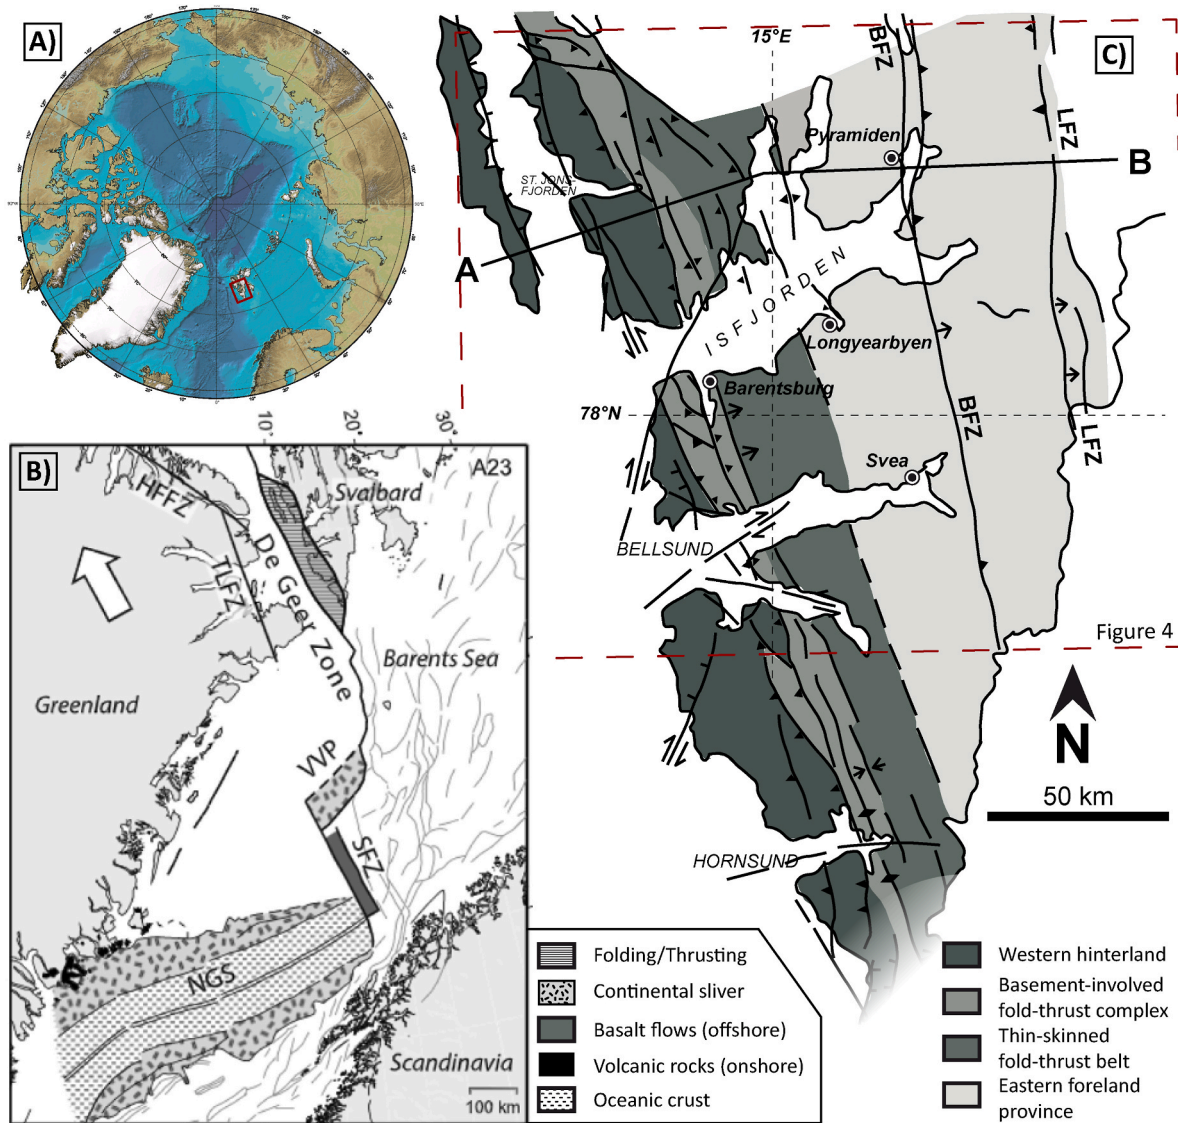 A)
B)
10°
20°
30°
A23
Svalbard
HFFZ
TLFZ
De Geer Zone
Barents Sea
Greenland
VVP
SFZ
NGS
Scandinavia
100 km
Folding/Thrusting
Continental sliver
Basalt flows (offshore)
Volcanic rocks (onshore)
Oceanic crust
C)
15°E
BFZ
LFZ
Pyramiden
B
ST. JONS-
FJORDEN
A
ISFJORDEN
Longyearbyen
Barentsburg
78°N
BFZ
LFZ
Svea
BELLSUND
Figure 4
N
50 km
HORNSUND
Western hinterland
Basement-involved
fold-thrust complex
Thin-skinned
fold-thrust belt
Eastern foreland
province